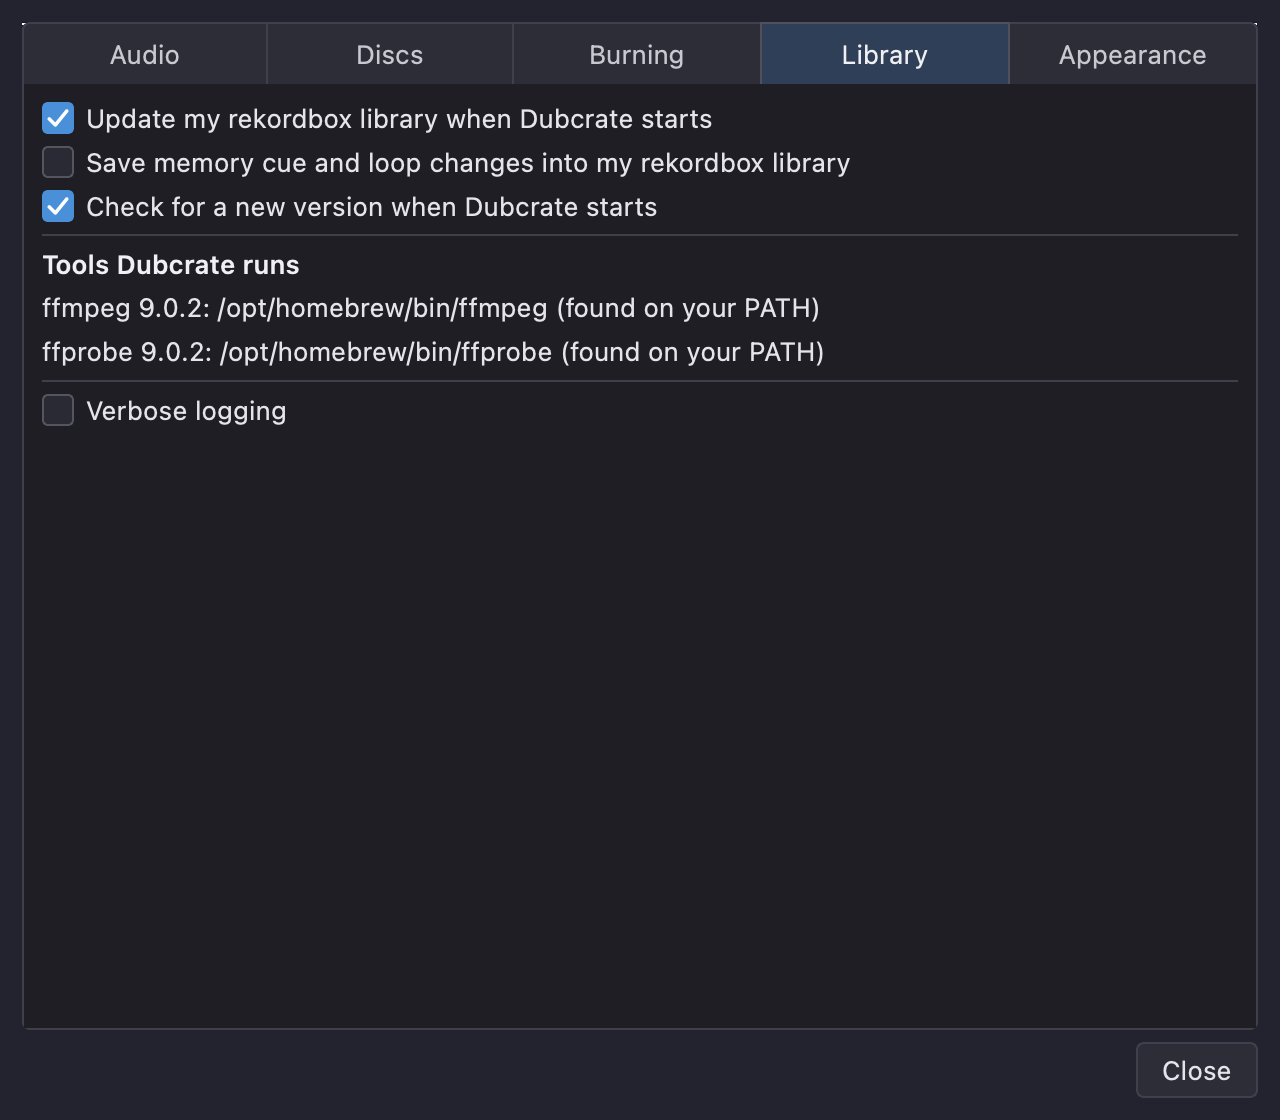 Audio
Discs
Burning
Library
Appearance
Update my rekordbox library when Dubcrate starts
Save memory cue and loop changes into my rekordbox library
Check for a new version when Dubcrate starts
Tools Dubcrate runs
ffmpeg 9.0.2: /opt/homebrew/bin/ffmpeg (found on your PATH)
ffprobe 9.0.2: /opt/homebrew/bin/ffprobe (found on your PATH)
Verbose logging
Close